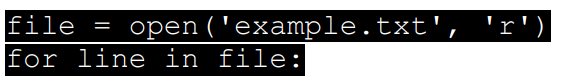 file = open('example.txt', 'r')
for line in file: